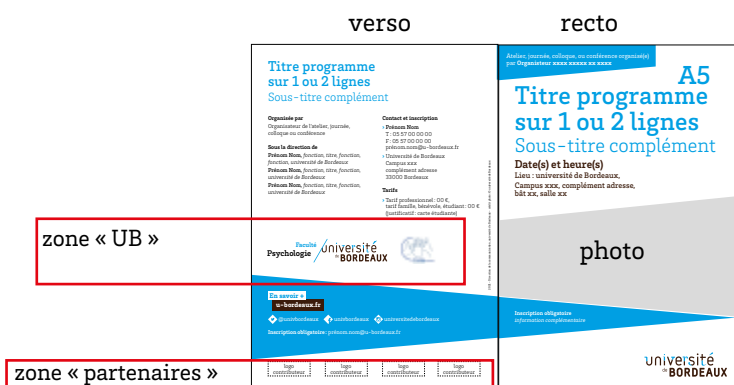 verso
recto
Titre programme
sur 1 ou 2 lignes
Sous-titre complément
Organisée par
Organisateur de l'atelier, journée,
colloque ou conférence
Sous la direction de
Prénom Nom, fonction, titre, fonction,
fonction, université de Bordeaux
Prénom Nom, fonction, titre, fonction,
université de Bordeaux
Prénom Nom, fonction, titre, fonction,
université de Bordeaux
Contact et inscription
› Prénom Nom
T : 05 57 00 00 00
F : 05 57 00 00 00
prénom.nom@u-bordeaux.fr
› Université de Bordeaux
Campus xxx
complément adresse
33000 Bordeaux
Tarifs
› Tarif professionnel : 00 €,
tarif famille, bénévole, étudiant : 00 €
(justificatif : carte étudiante)
zone « UB »
Faculté
Psychologie
université
de BORDEAUX
En savoir +
u-bordeaux.fr
@univbordeaux
univbordeaux
universitedebordeaux
Inscription obligatoire : prénom.nom@u-bordeaux.fr
zone « partenaires »
logo
contributeur
logo
contributeur
logo
contributeur
logo
contributeur
Atelier, journée, colloque, ou conférence organisé(e)
par Organisateur xxxx xxxxx xx xxxx
A5
Titre programme
sur 1 ou 2 lignes
Sous-titre complément
Date(s) et heure(s)
Lieu : université de Bordeaux,
Campus xxx, complément adresse,
bât xx, salle xx
photo
Inscription obligatoire
information complémentaire
université
de BORDEAUX